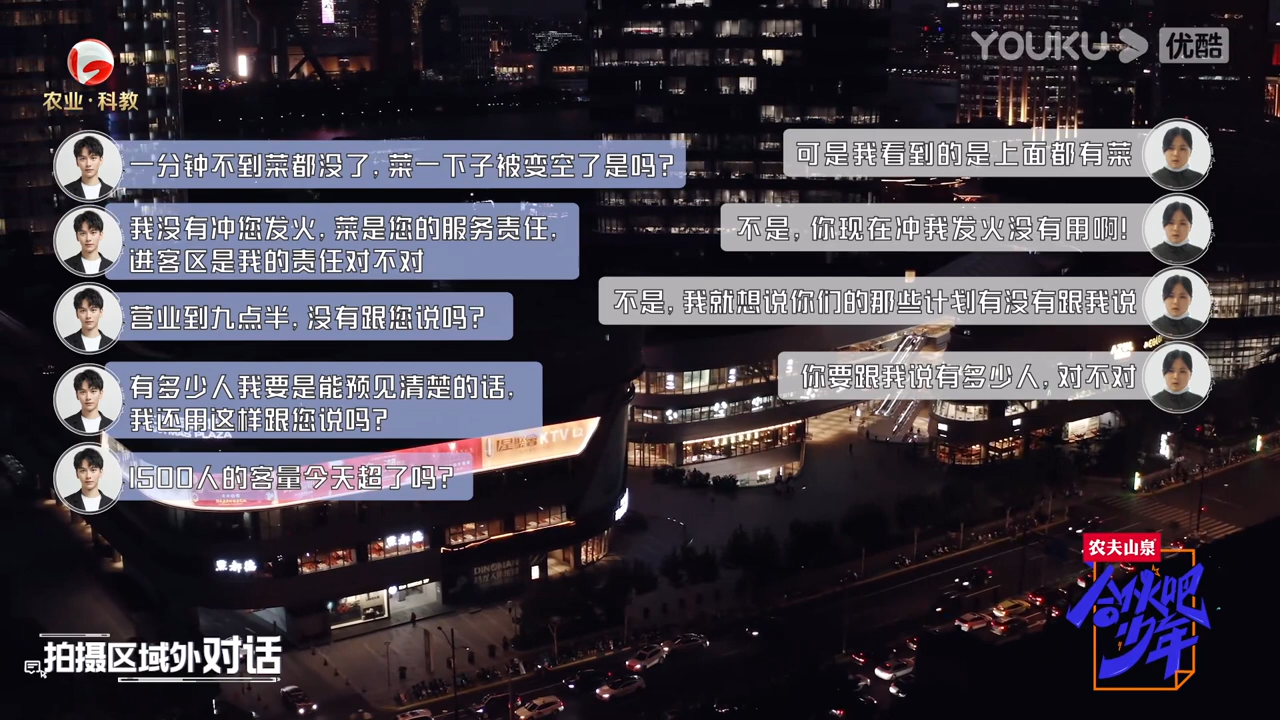 农业·科教
YOUKU 优酷
一分钟不到菜都没了,菜一下子被变空了是吗?
可是我看到的是上面都有菜
我没有冲您发火,菜是您的服务责任,
进客区是我的责任对不对
不是,你现在冲我发火没有用啊!
营业到九点半,没有跟您说吗?
不是,我就想说你们的那些计划有没有跟我说
有多少人我要是能预见清楚的话,
我还用这样跟您说吗?
你要跟我说有多少人,对不对
1500人的客量今天超了吗?
PLAZA
KTV
农夫山泉
合伙吧
少年
拍摄区域外对话